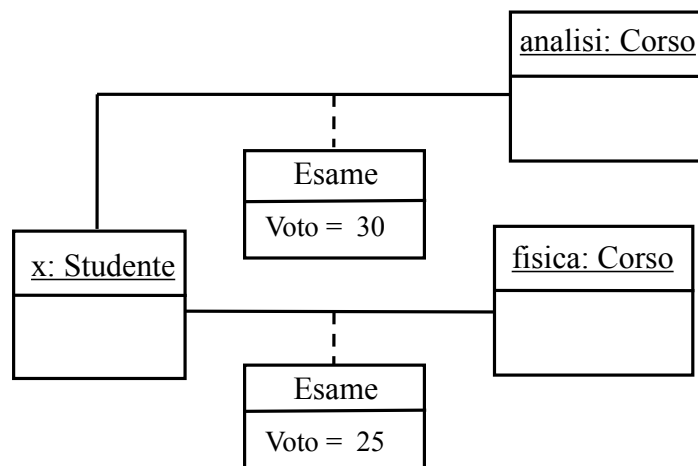 analisi: Corso
Esame
Voto = 30
x: Studente
fisica: Corso
Esame
Voto = 25